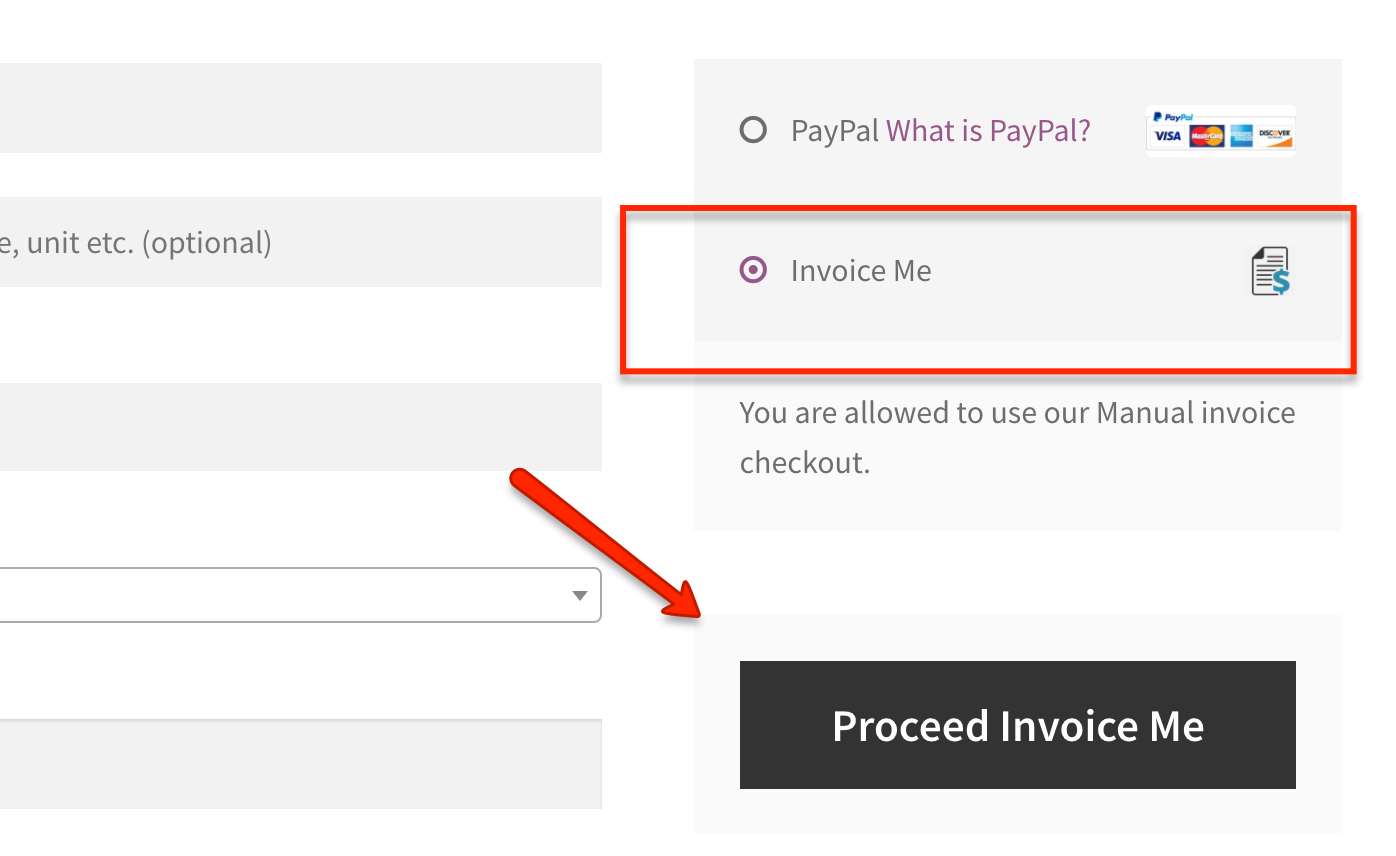 PayPal What is PayPal?
PayPal
VISA MasterCard DISCOVER
e, unit etc. (optional)
Invoice Me
$
You are allowed to use our Manual invoice
checkout.
Proceed Invoice Me